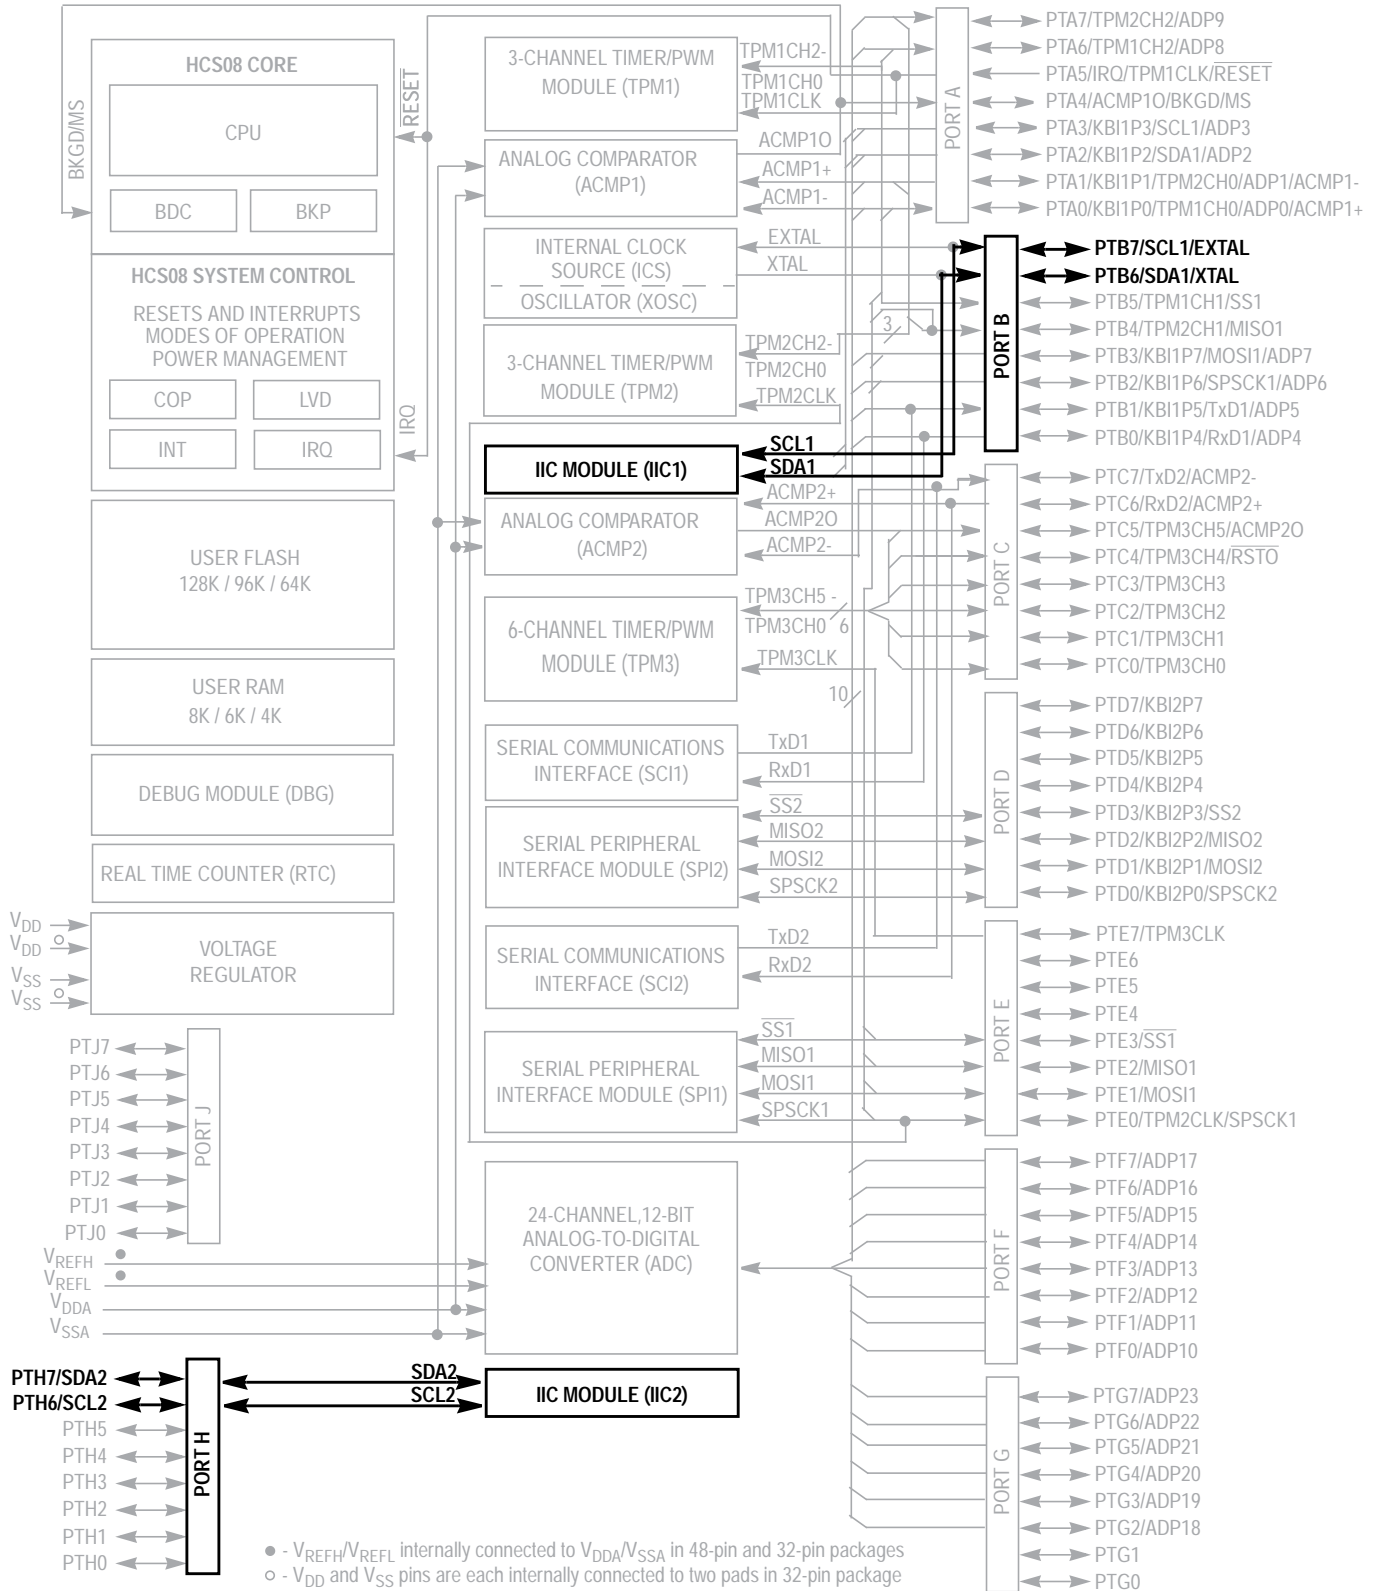 BKGD/MS
HCS08 CORE
CPU
BDC
BKP
HCS08 SYSTEM CONTROL
RESETS AND INTERRUPTS
MODES OF OPERATION
POWER MANAGEMENT
COP
LVD
INT
IRQ
RESET
IRQ
USER FLASH
128K / 96K / 64K
USER RAM
8K / 6K / 4K
DEBUG MODULE (DBG)
REAL TIME COUNTER (RTC)
VDD
VDD
VSS
VSS
VOLTAGE
REGULATOR
PTJ7
PTJ6
PTJ5
PTJ4
PTJ3
PTJ2
PTJ1
PTJ0
PORT J
VREFH
VREFL
VDDA
VSSA
PTH7/SDA2
PTH6/SCL2
PTH5
PTH4
PTH3
PTH2
PTH1
PTH0
PORT H
3-CHANNEL TIMER/PWM
MODULE (TPM1)
TPM1CH2-
TPM1CH0
TPM1CLK
ANALOG COMPARATOR
(ACMP1)
ACMP1O
ACMP1+
ACMP1-
INTERNAL CLOCK
SOURCE (ICS)
OSCILLATOR (XOSC)
EXTAL
XTAL
3-CHANNEL TIMER/PWM
MODULE (TPM2)
TPM2CH2-
TPM2CH0
TPM2CLK
3
IIC MODULE (IIC1)
SCL1
SDA1
ANALOG COMPARATOR
(ACMP2)
ACMP2+
ACMP2O
ACMP2-
6-CHANNEL TIMER/PWM
MODULE (TPM3)
TPM3CH5 -
TPM3CH0 6
TPM3CLK
10
SERIAL COMMUNICATIONS
INTERFACE (SCI1)
TxD1
RxD1
SERIAL PERIPHERAL
INTERFACE MODULE (SPI2)
SS2
MISO2
MOSI2
SPSCK2
SERIAL COMMUNICATIONS
INTERFACE (SCI2)
TxD2
RxD2
SERIAL PERIPHERAL
INTERFACE MODULE (SPI1)
SS1
MISO1
MOSI1
SPSCK1
24-CHANNEL,12-BIT
ANALOG-TO-DIGITAL
CONVERTER (ADC)
SDA2
SCL2
IIC MODULE (IIC2)
PORT A
PTA7/TPM2CH2/ADP9
PTA6/TPM1CH2/ADP8
PTA5/IRQ/TPM1CLK/RESET
PTA4/ACMP1O/BKGD/MS
PTA3/KBI1P3/SCL1/ADP3
PTA2/KBI1P2/SDA1/ADP2
PTA1/KBI1P1/TPM2CH0/ADP1/ACMP1-
PTA0/KBI1P0/TPM1CH0/ADP0/ACMP1+
PORT B
PTB7/SCL1/EXTAL
PTB6/SDA1/XTAL
PTB5/TPM1CH1/SS1
PTB4/TPM2CH1/MISO1
PTB3/KBI1P7/MOSI1/ADP7
PTB2/KBI1P6/SPSCK1/ADP6
PTB1/KBI1P5/TxD1/ADP5
PTB0/KBI1P4/RxD1/ADP4
PORT C
PTC7/TxD2/ACMP2-
PTC6/RxD2/ACMP2+
PTC5/TPM3CH5/ACMP2O
PTC4/TPM3CH4/RSTO
PTC3/TPM3CH3
PTC2/TPM3CH2
PTC1/TPM3CH1
PTC0/TPM3CH0
PORT D
PTD7/KBI2P7
PTD6/KBI2P6
PTD5/KBI2P5
PTD4/KBI2P4
PTD3/KBI2P3/SS2
PTD2/KBI2P2/MISO2
PTD1/KBI2P1/MOSI2
PTD0/KBI2P0/SPSCK2
PORT E
PTE7/TPM3CLK
PTE6
PTE5
PTE4
PTE3/SS1
PTE2/MISO1
PTE1/MOSI1
PTE0/TPM2CLK/SPSCK1
PORT F
PTF7/ADP17
PTF6/ADP16
PTF5/ADP15
PTF4/ADP14
PTF3/ADP13
PTF2/ADP12
PTF1/ADP11
PTF0/ADP10
PORT G
PTG7/ADP23
PTG6/ADP22
PTG5/ADP21
PTG4/ADP20
PTG3/ADP19
PTG2/ADP18
PTG1
PTG0
● - VREFH/VREFL internally connected to VDDA/VSSA in 48-pin and 32-pin packages
○ - VDD and VSS pins are each internally connected to two pads in 32-pin package